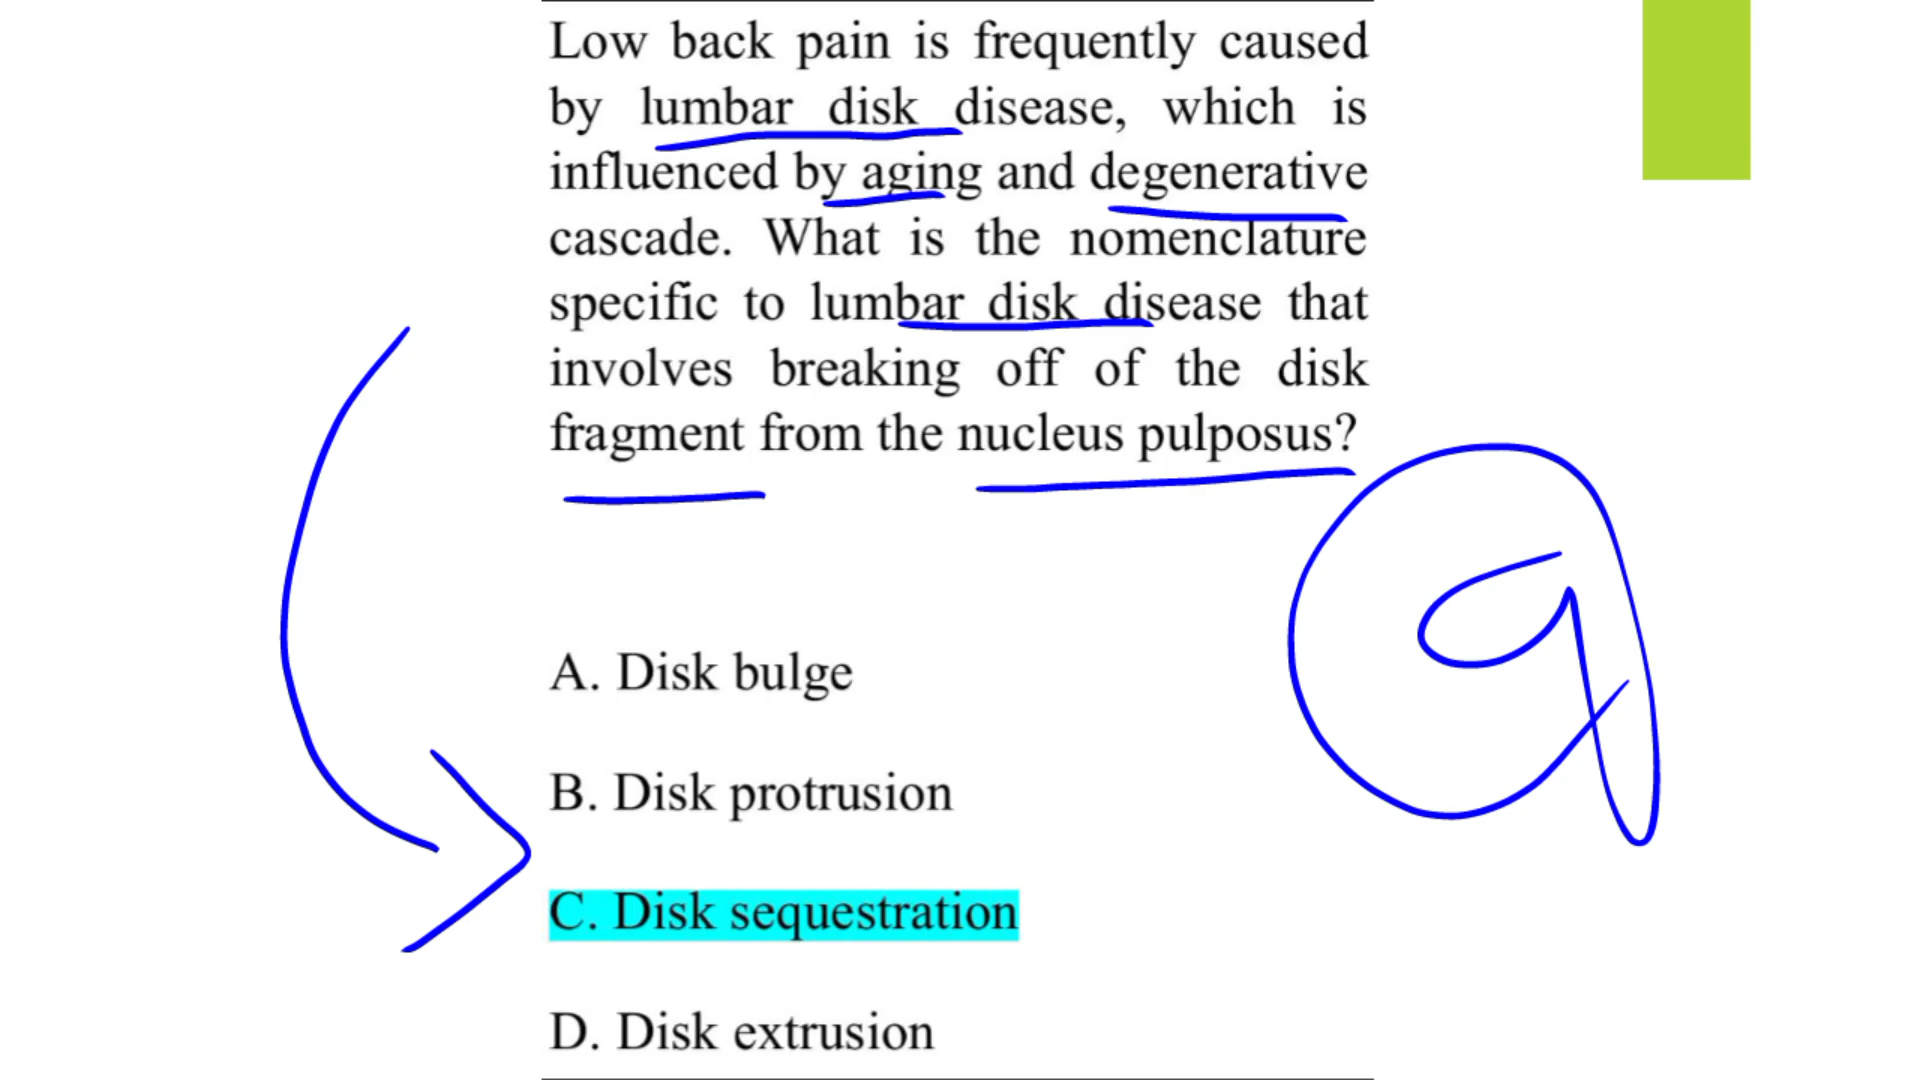 Low back pain is frequently caused
by lumbar disk disease, which is
influenced by aging and degenerative
cascade. What is the nomenclature
specific to lumbar disk disease that
involves breaking off of the disk
fragment from the nucleus pulposus?
A. Disk bulge
B. Disk protrusion
C. Disk sequestration
D. Disk extrusion